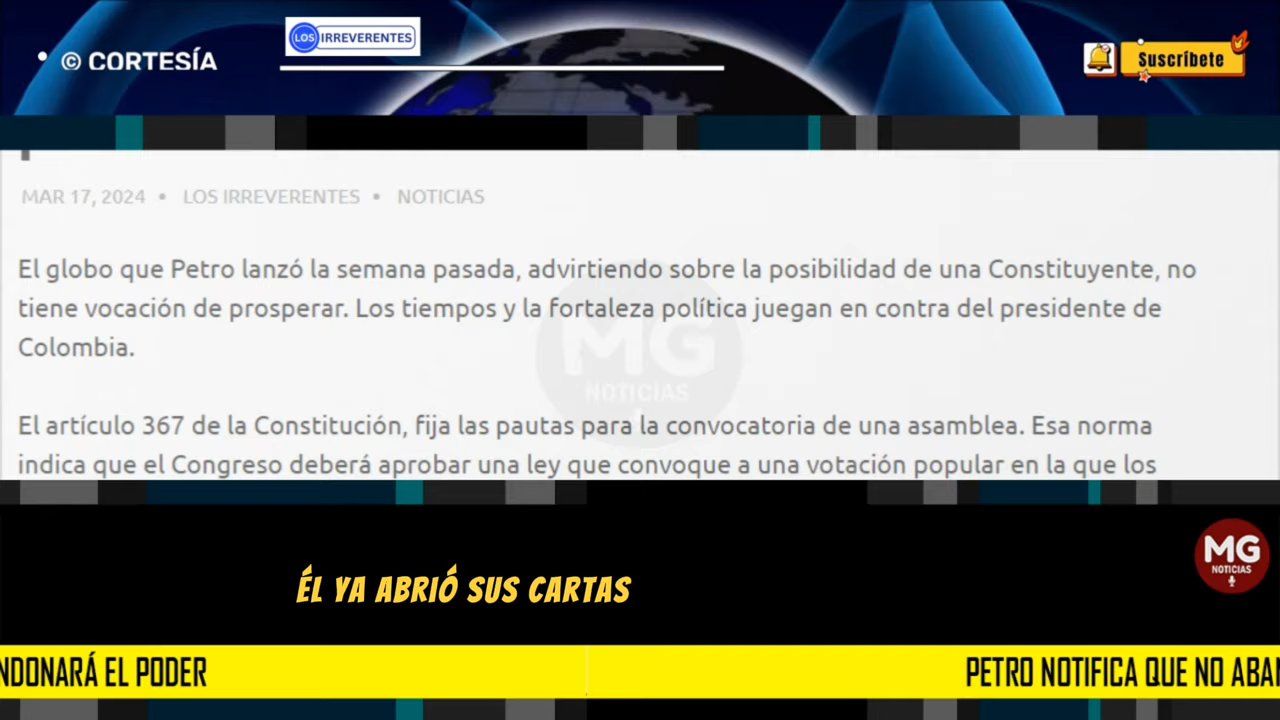 © CORTESÍA
LOS IRREVERENTES
Suscríbete
MAR 17, 2024 • LOS IRREVERENTES • NOTICIAS
El globo que Petro lanzó la semana pasada, advirtiendo sobre la posibilidad de una Constituyente, no
tiene vocación de prosperar. Los tiempos y la fortaleza política juegan en contra del presidente de
Colombia.
MG
NOTICIAS
El artículo 367 de la Constitución, fija las pautas para la convocatoria de una asamblea. Esa norma
indica que el Congreso deberá aprobar una ley que convoque a una votación popular en la que los
MG
NOTICIAS
ÉL YA ABRIÓ SUS CARTAS
NDONARÁ EL PODER
PETRO NOTIFICA QUE NO ABA